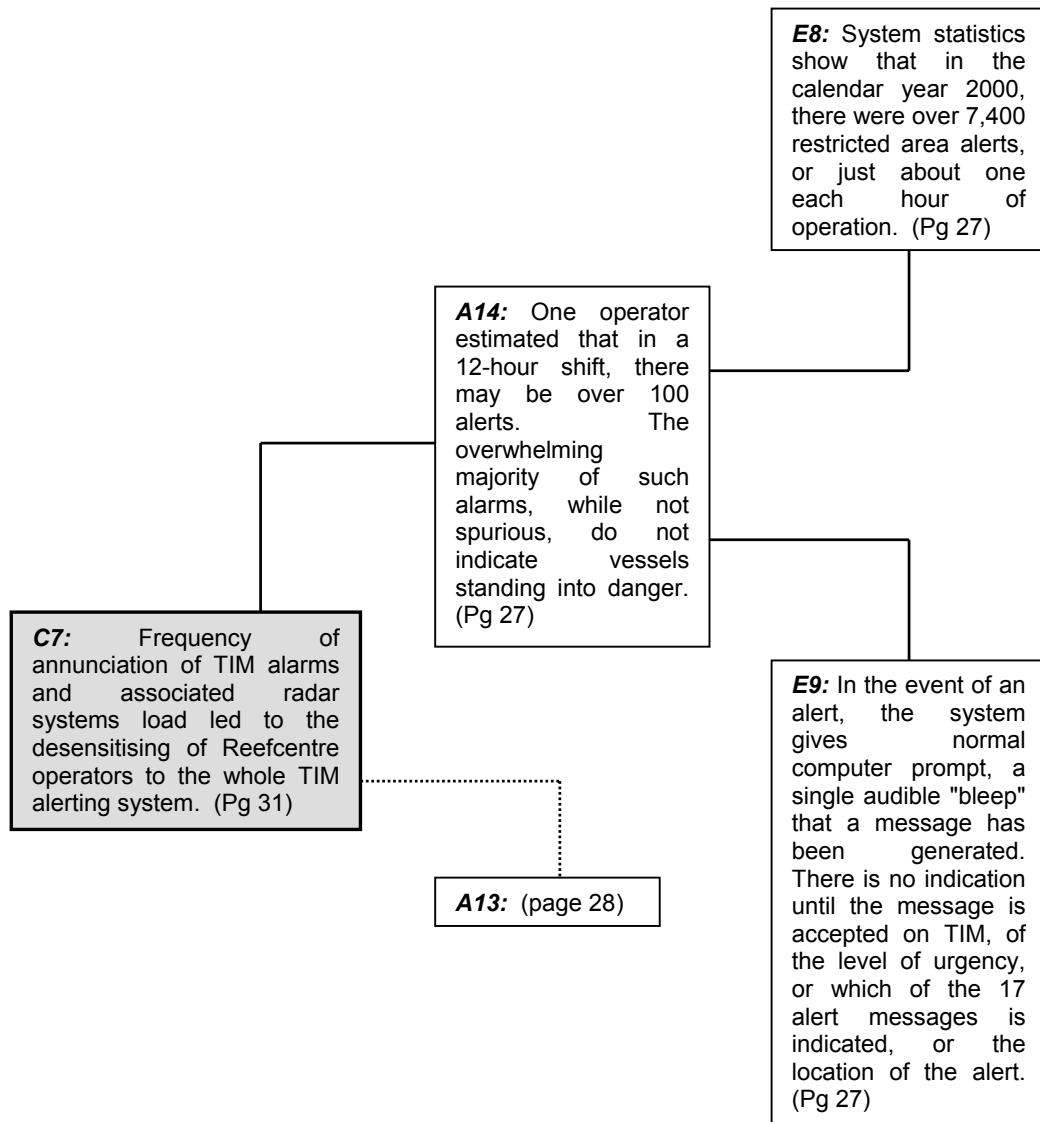 E8: System statistics
show that in the
calendar year 2000,
there were over 7,400
restricted area alerts,
or just about one
each hour of
operation. (Pg 27)
A14: One operator
estimated that in a
12-hour shift, there
may be over 100
alerts. The
overwhelming
majority of such
alarms, while not
spurious, do not
indicate vessels
standing into danger.
(Pg 27)
C7: Frequency of
annunciation of TIM alarms
and associated radar
systems load led to the
desensitising of Reefcentre
operators to the whole TIM
alerting system. (Pg 31)
A13: (page 28)
E9: In the event of an
alert, the system
gives normal
computer prompt, a
single audible "bleep"
that a message has
been generated.
There is no indication
until the message is
accepted on TIM, of
the level of urgency,
or which of the 17
alert messages is
indicated, or the
location of the alert.
(Pg 27)